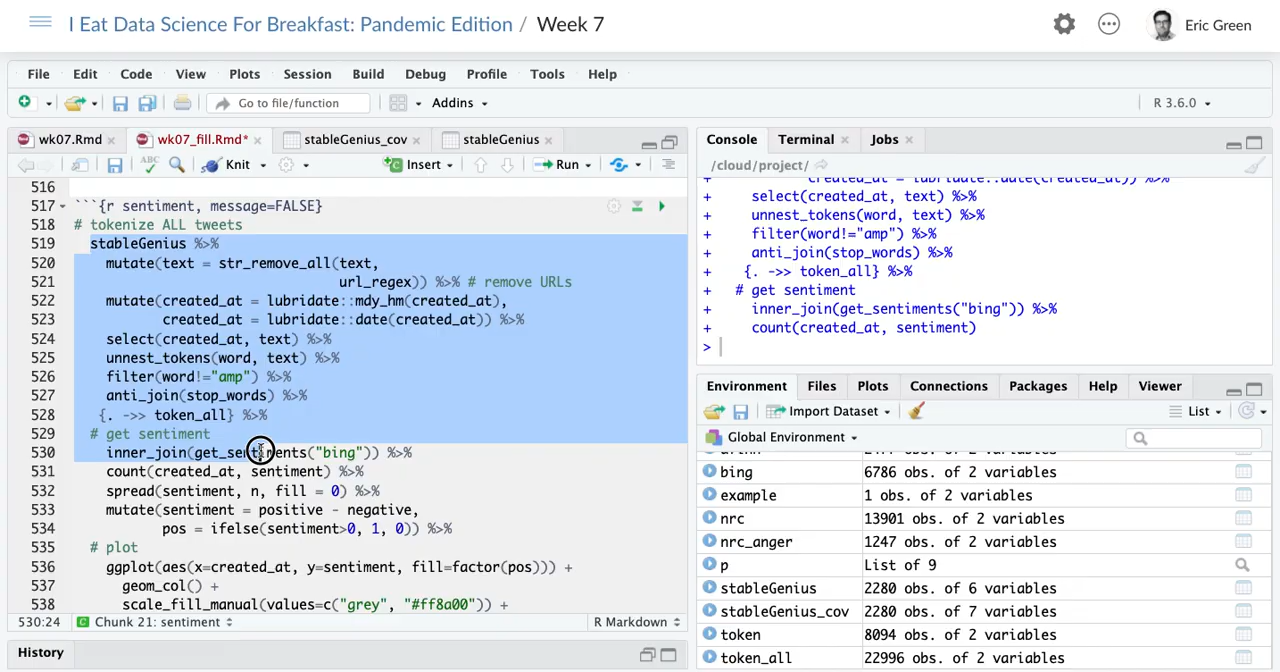 I Eat Data Science For Breakfast: Pandemic Edition / Week 7
Eric Green
File Edit Code View Plots Session Build Debug Profile Tools Help
Go to file/function Addins R 3.6.0
wk07.Rmd wk07_fill.Rmd* stableGenius_cov stableGenius
ABC Knit Insert Run
516
517 ```{r sentiment, message=FALSE}
518 # tokenize ALL tweets
519 stableGenius %>%
520 mutate(text = str_remove_all(text,
521 url_regex)) %>% # remove URLs
522 mutate(created_at = lubridate::mdy_hm(created_at),
523 created_at = lubridate::date(created_at)) %>%
524 select(created_at, text) %>%
525 unnest_tokens(word, text) %>%
526 filter(word!="amp") %>%
527 anti_join(stop_words) %>%
528 {. ->> token_all} %>%
529 # get sentiment
530 inner_join(get_sentiments("bing")) %>%
531 count(created_at, sentiment) %>%
532 spread(sentiment, n, fill = 0) %>%
533 mutate(sentiment = positive - negative,
534 pos = ifelse(sentiment>0, 1, 0)) %>%
535 # plot
536 ggplot(aes(x=created_at, y=sentiment, fill=factor(pos))) +
537 geom_col() +
538 scale_fill_manual(values=c("grey", "#ff8a00")) +
530:24 Chunk 21: sentiment R Markdown
History
Console Terminal Jobs
/cloud/project/
+ created_at = lubridate::date(created_at)) %>%
+ select(created_at, text) %>%
+ unnest_tokens(word, text) %>%
+ filter(word!="amp") %>%
+ anti_join(stop_words) %>%
+ {. ->> token_all} %>%
+ # get sentiment
+ inner_join(get_sentiments("bing")) %>%
+ count(created_at, sentiment)
>
Environment Files Plots Connections Packages Help Viewer
Import Dataset List
Global Environment
bing 6786 obs. of 2 variables
example 1 obs. of 2 variables
nrc 13901 obs. of 2 variables
nrc_anger 1247 obs. of 2 variables
p List of 9
stableGenius 2280 obs. of 6 variables
stableGenius_cov 2280 obs. of 7 variables
token 8094 obs. of 2 variables
token_all 22996 obs. of 2 variables